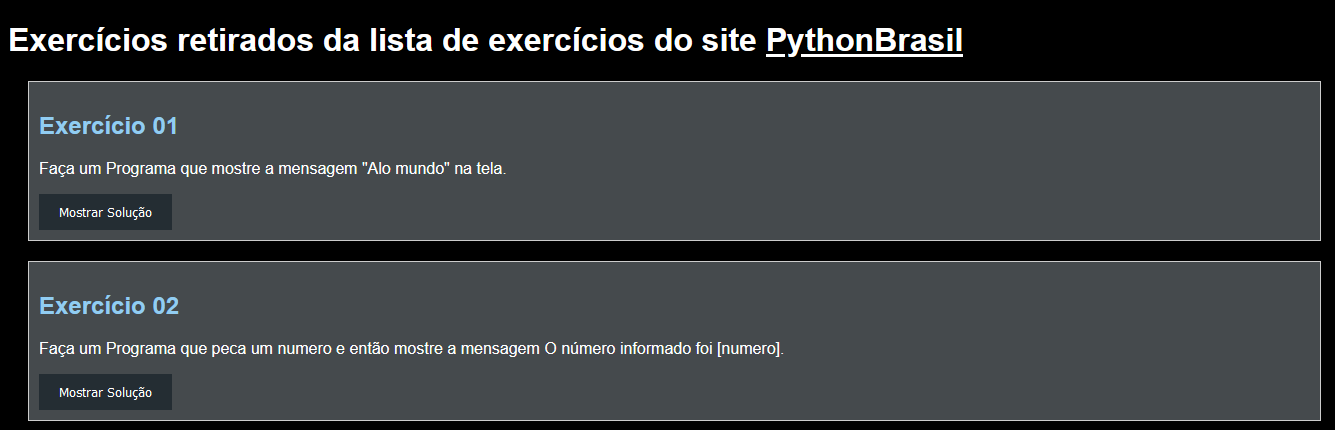 Exercícios retirados da lista de exercícios do site PythonBrasil
Exercício 01
Faça um Programa que mostre a mensagem "Alo mundo" na tela.
Mostrar Solução
Exercício 02
Faça um Programa que peca um numero e então mostre a mensagem O número informado foi [numero].
Mostrar Solução